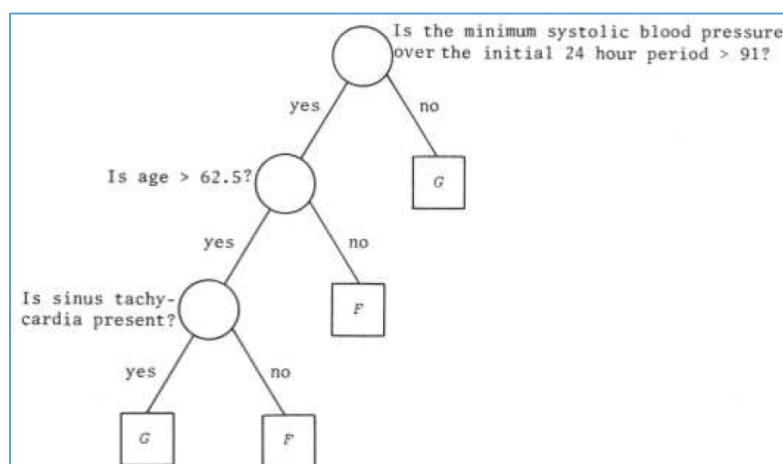 Is the minimum systolic blood pressure
over the initial 24 hour period > 91?
yes
no
Is age > 62.5?
G
yes
no
Is sinus tachy-
cardia present?
F
yes
no
G
F